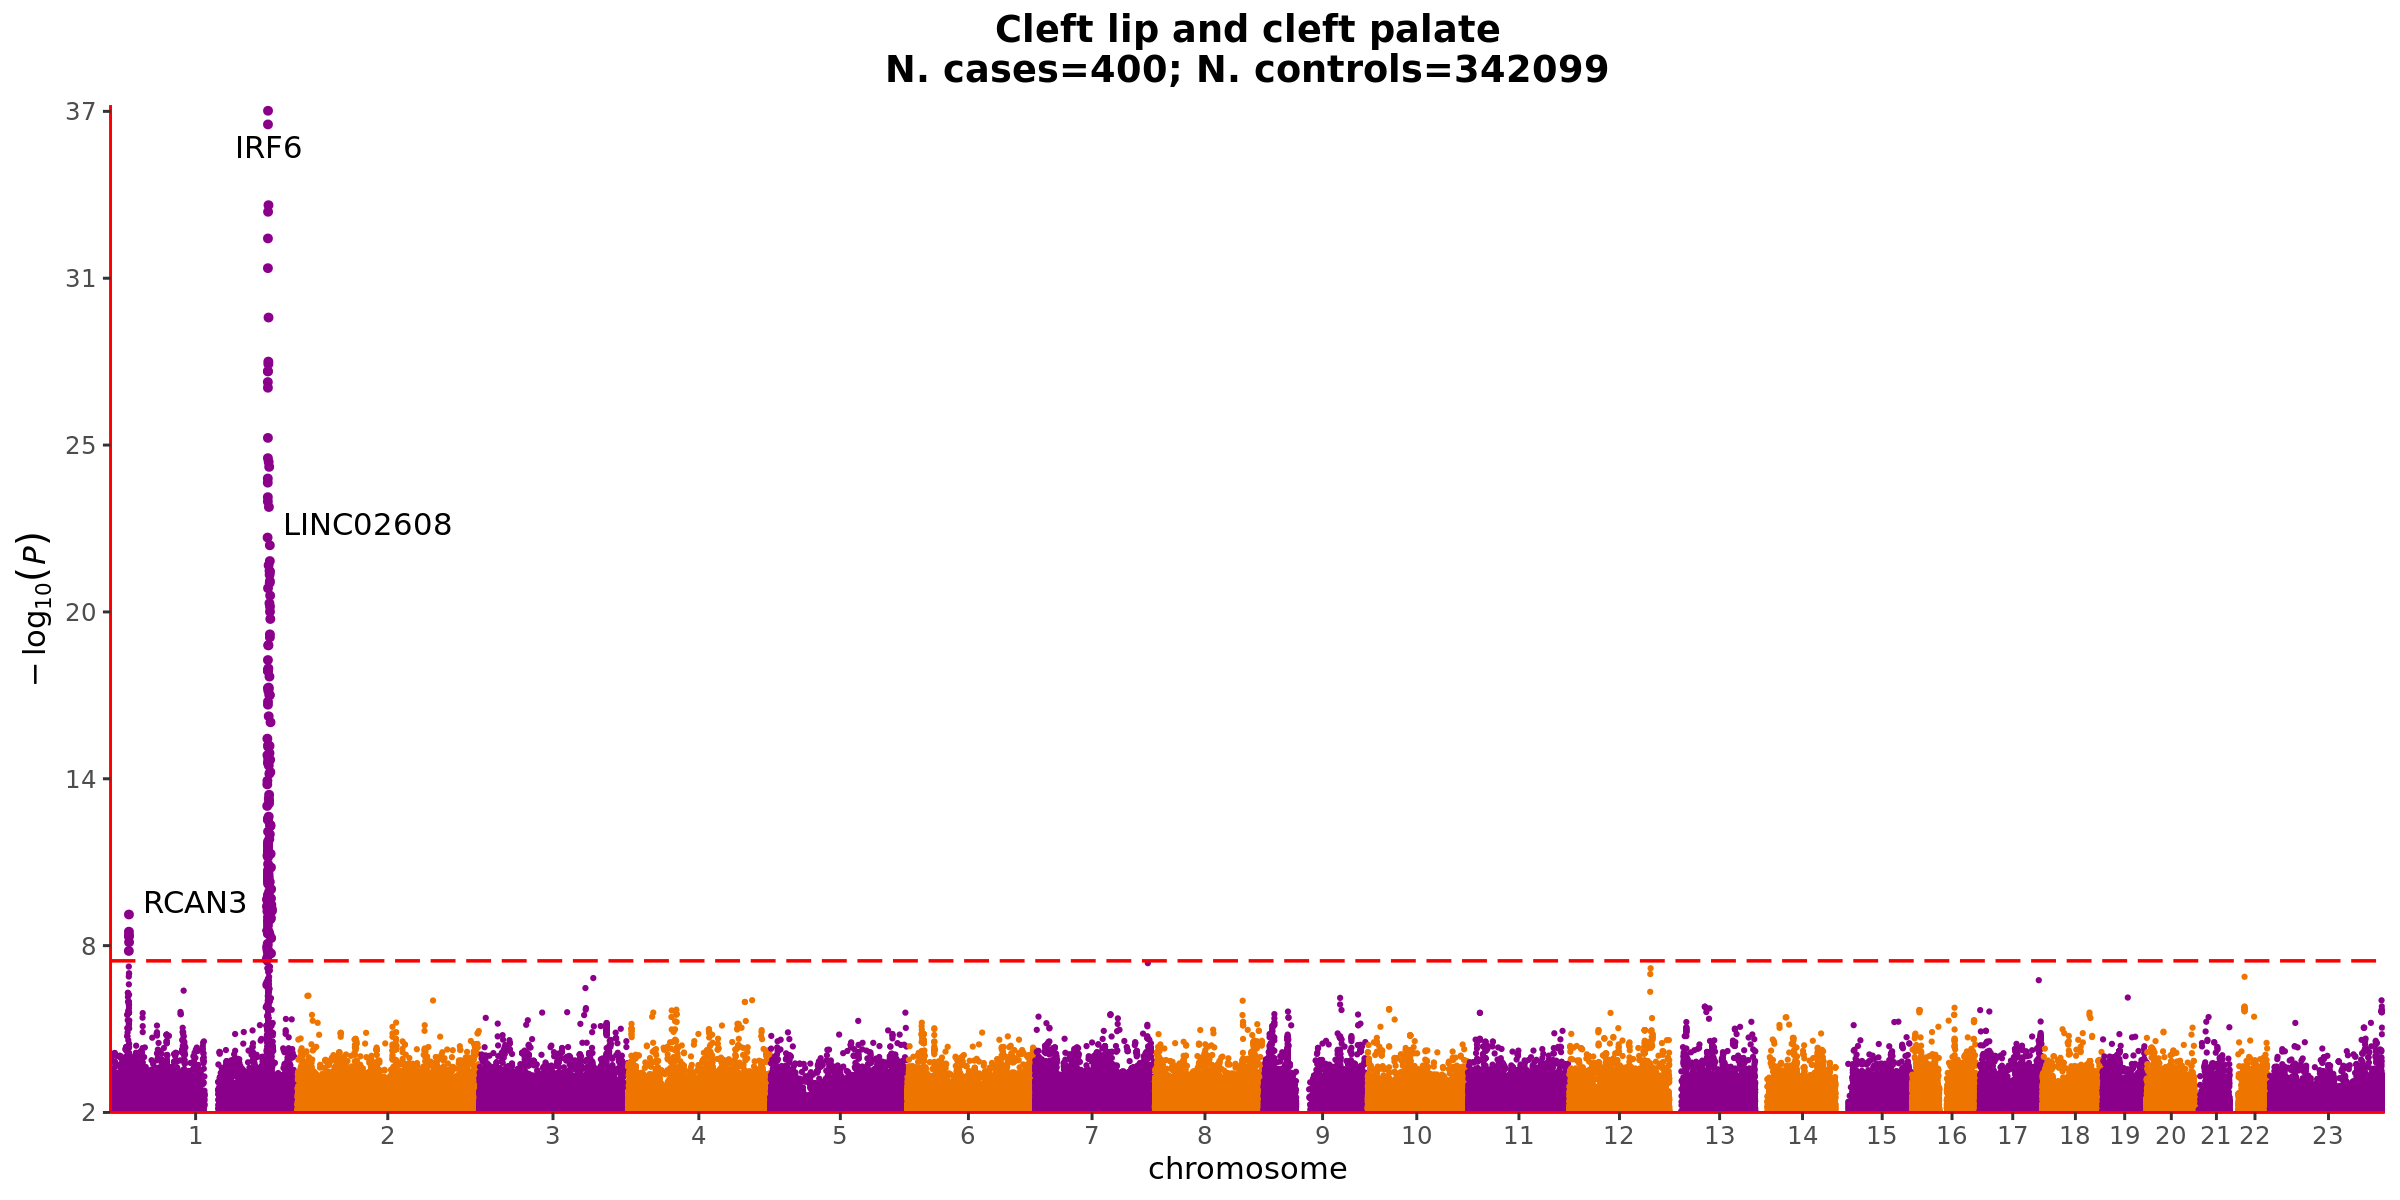 Cleft lip and cleft palate
N. cases=400; N. controls=342099
37
IRF6
31
25
LINC02608
20
14
RCAN3
8
2
− log10(P)
1 2 3 4 5 6 7 8 9 10 11 12 13 14 15 16 17 18 19 20 21 22 23
chromosome